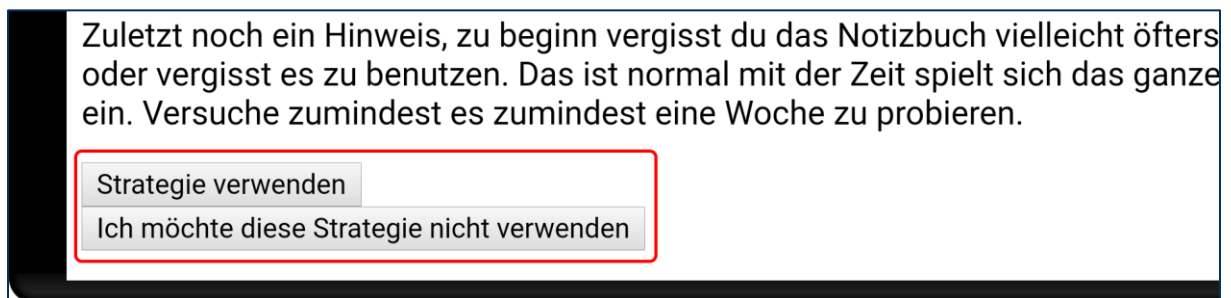 Zuletzt noch ein Hinweis, zu beginn vergisst du das Notizbuch vielleicht öfters
oder vergisst es zu benutzen. Das ist normal mit der Zeit spielt sich das ganze
ein. Versuche zumindest es zumindest eine Woche zu probieren.
Strategie verwenden
Ich möchte diese Strategie nicht verwenden